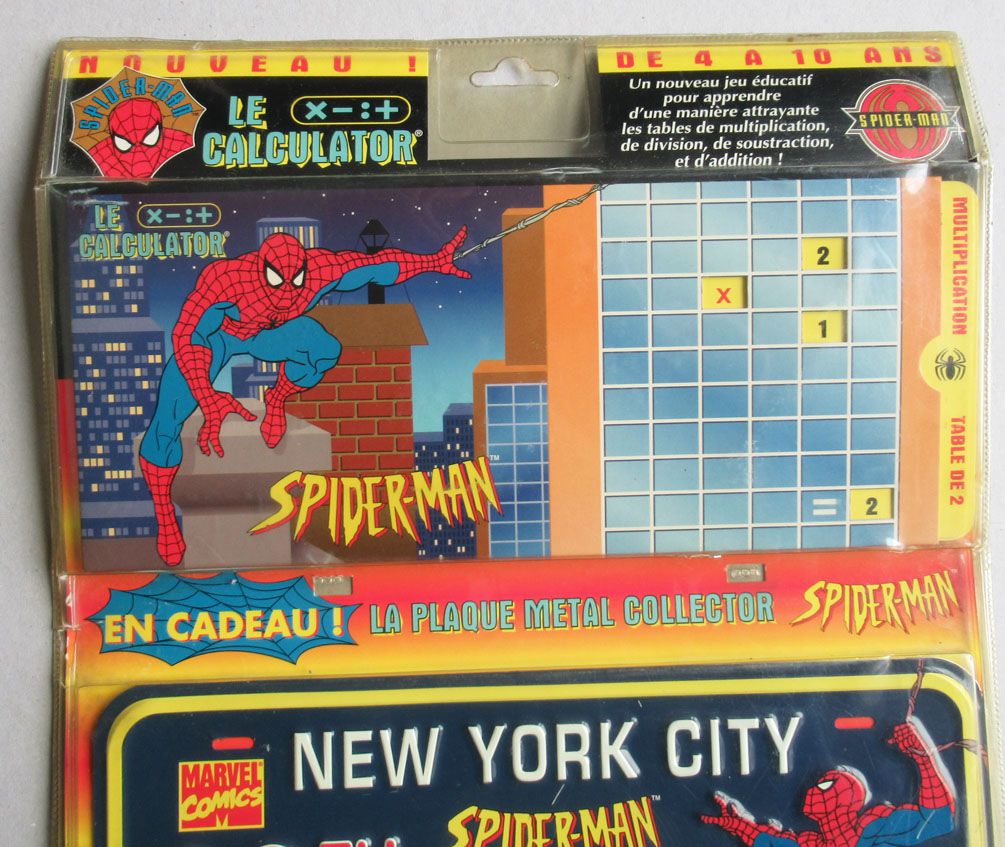 NOUVEAU !
DE 4 A 10 ANS
SPIDER-MAN
LE ×−:+
CALCULATOR®
Un nouveau jeu éducatif
pour apprendre
d'une manière attrayante
les tables de multiplication,
de division, de soustraction,
et d'addition !
SPIDER-MAN
LE ×−:+
CALCULATOR®
2
x
1
= 2
MULTIPLICATION
TABLE DE 2
SPIDER-MAN™
EN CADEAU !
LA PLAQUE METAL COLLECTOR
SPIDER-MAN
NEW YORK CITY
MARVEL®
COMICS
SPIDER-MAN™